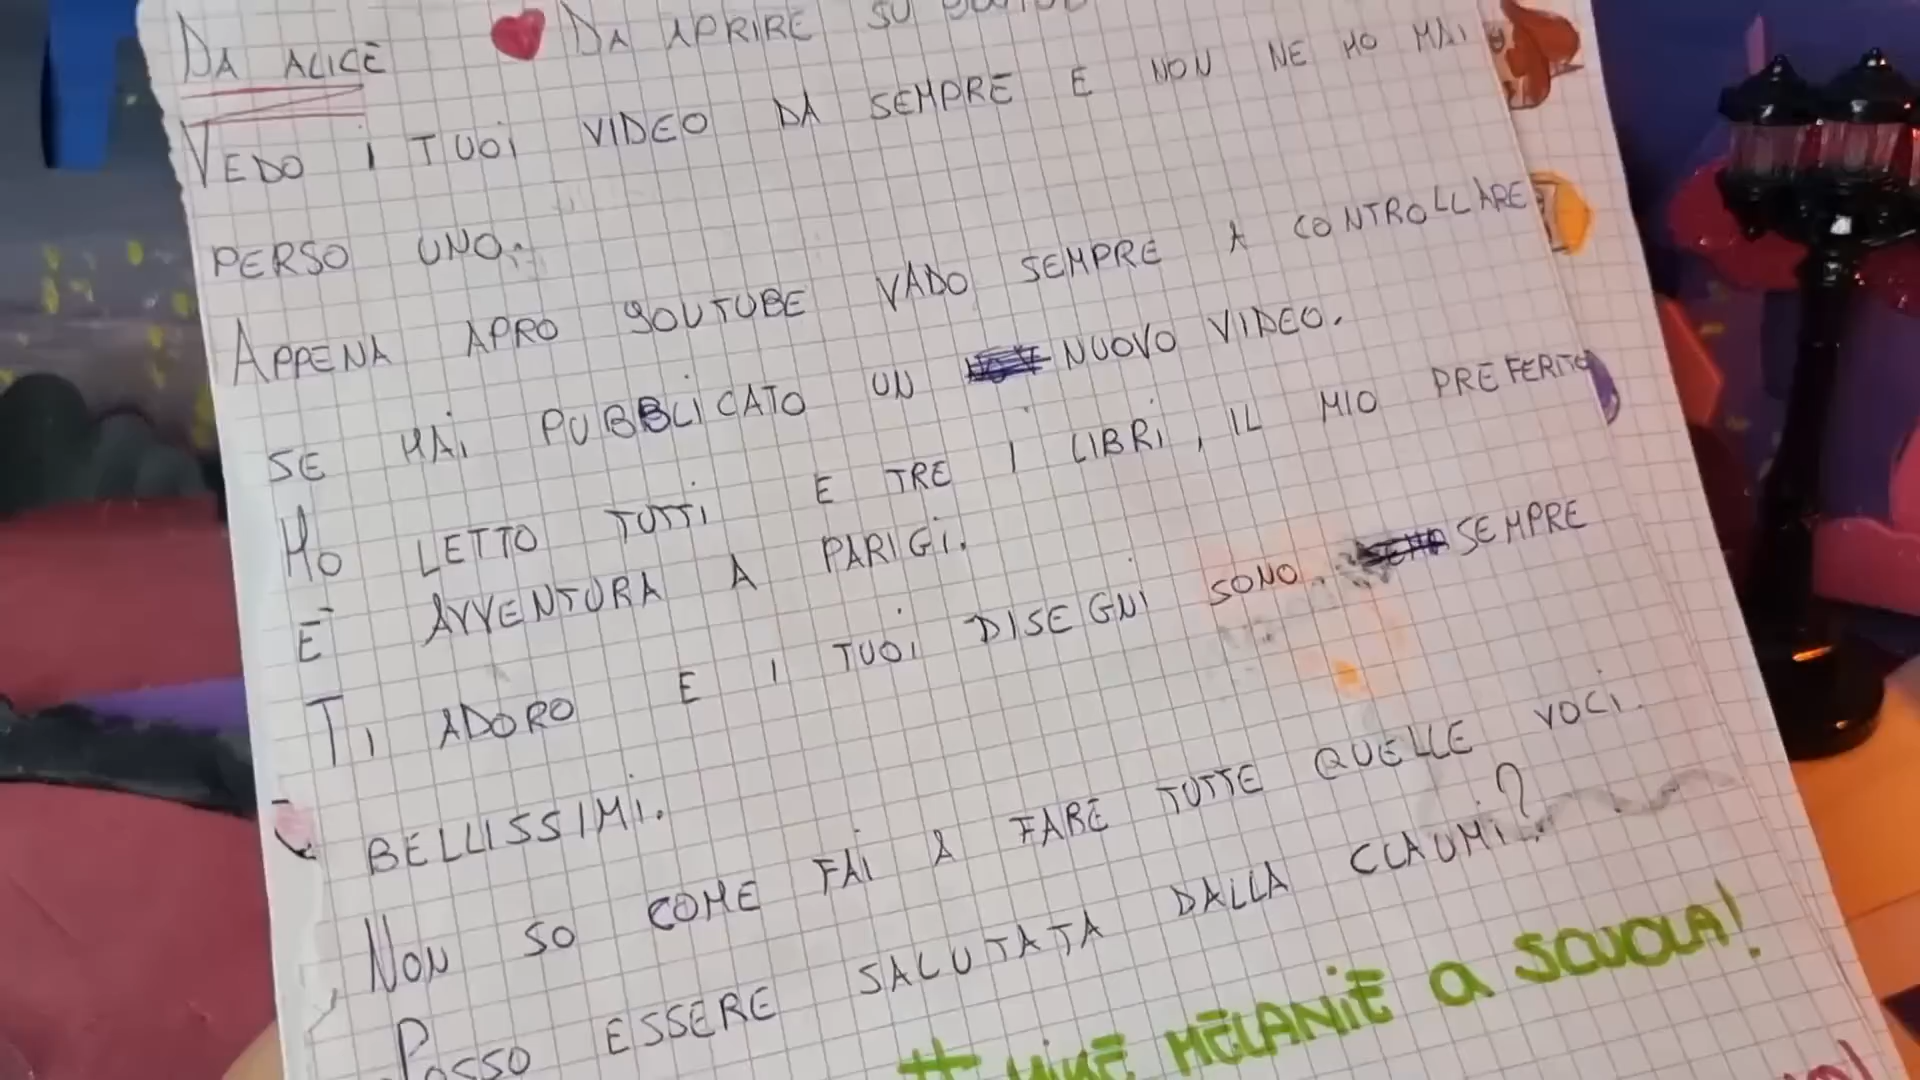 DA ALICE DA APRIRE SU
VEDO i TUOi VIDEO DA SEMPRE E NON NE HO MAi
PERSO UNO.
APPENA APRO YOUTUBE VADO SEMPRE A CONTROLLARE
SE HAi PUBBLiCATO UN NUOVO VIDEO.
HO LETTO TUTTi E TRE I LIBRi, IL MIO PREFERITO
È AVVENTURA A PARIGi.
Ti ADORO E I TUOi DISEGNi SONO SEMPRE
BELLISSIMi.
NON SO COME FAi A FARE TUTTE QUELLE VOCi.
POSSO ESSERE SALUTATA DALLA CLAUMi?
# MIKE MELANiE a SCUOLA!